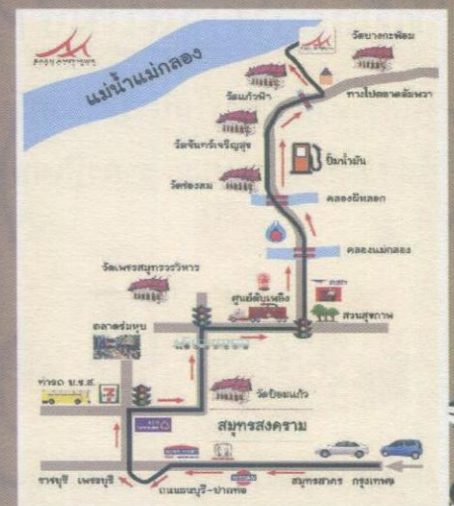 วัดบางกะพ้อม
แม่น้ำแม่กลอง
วัดแก้วฟ้า
ทางไปตลาดอัมพวา
วัดจันทร์เจริญสุข
ปั๊มน้ำมัน
วัดช่องลม
คลองผีหลอก
คลองแม่กลอง
วัดเพชรสมุทรวรวิหาร
ศูนย์ดับเพลิง
สวนสุขภาพ
ตลาดร่มหุบ
ท่ารถ บ.ข.ส.
7
วัดป้อมแก้ว
สมุทรสงคราม
ราชบุรี เพชรบุรี
ถนนธนบุรี-ปากท่อ
สมุทรสาคร กรุงเทพฯ